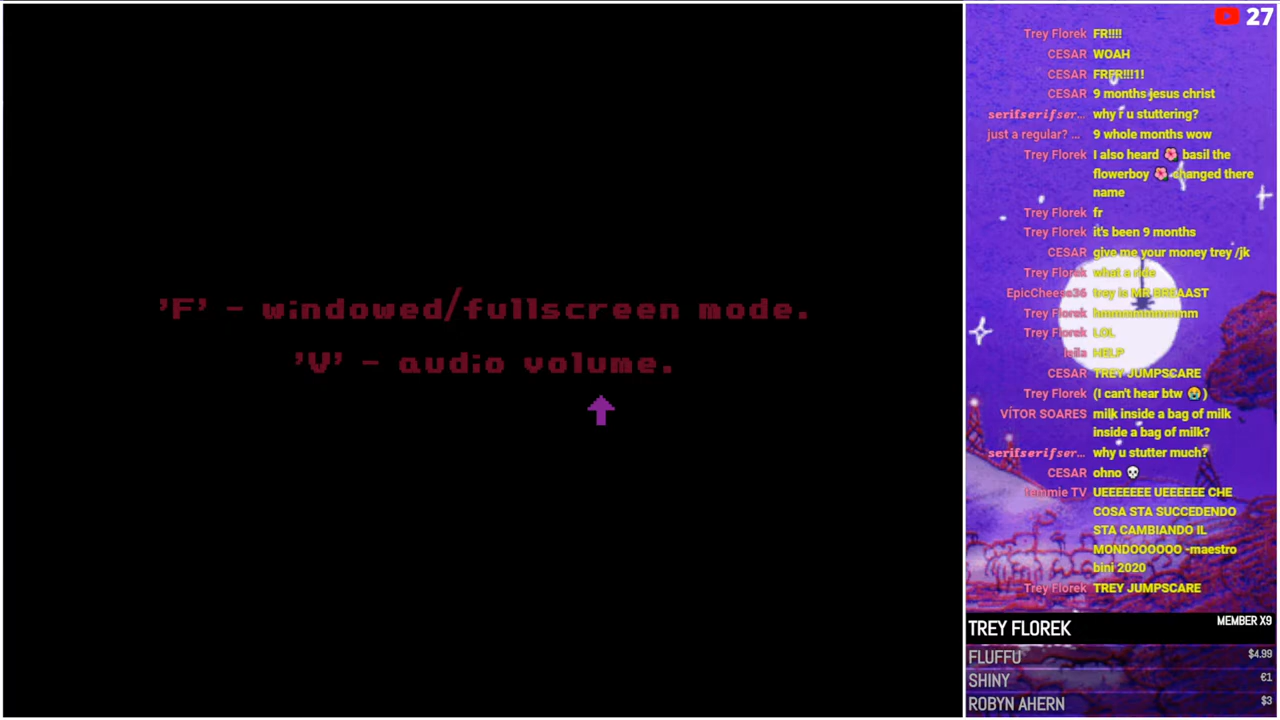 'F' - windowed/fullscreen mode.
'V' - audio volume.
27
Trey Florek FR!!!!
CESAR WOAH
CESAR FRFR!!!1!
CESAR 9 months jesus christ
serifserifser... why r u stuttering?
just a regular? ... 9 whole months wow
Trey Florek I also heard 🌺 basil the
flowerboy 🌺 changed there
name
Trey Florek fr
Trey Florek it's been 9 months
CESAR give me your money trey /jk
Trey Florek what a ride
EpicCheese36 trey is MR BREAAST
Trey Florek hmmmmmmmmm
Trey Florek LOL
leila HELP
CESAR TREY JUMPSCARE
Trey Florek (I can't hear btw 😭)
VÍTOR SOARES milk inside a bag of milk
inside a bag of milk?
serifserifser... why u stutter much?
CESAR ohno 💀
femmie TV UEEEEEEE UEEEEEE CHE
COSA STA SUCCEDENDO
STA CAMBIANDO IL
MONDOOOOOO -maestro
bini 2020
Trey Florek TREY JUMPSCARE
TREY FLOREK MEMBER X9
FLUFFU $4.99
SHINY €1
ROBYN AHERN $3